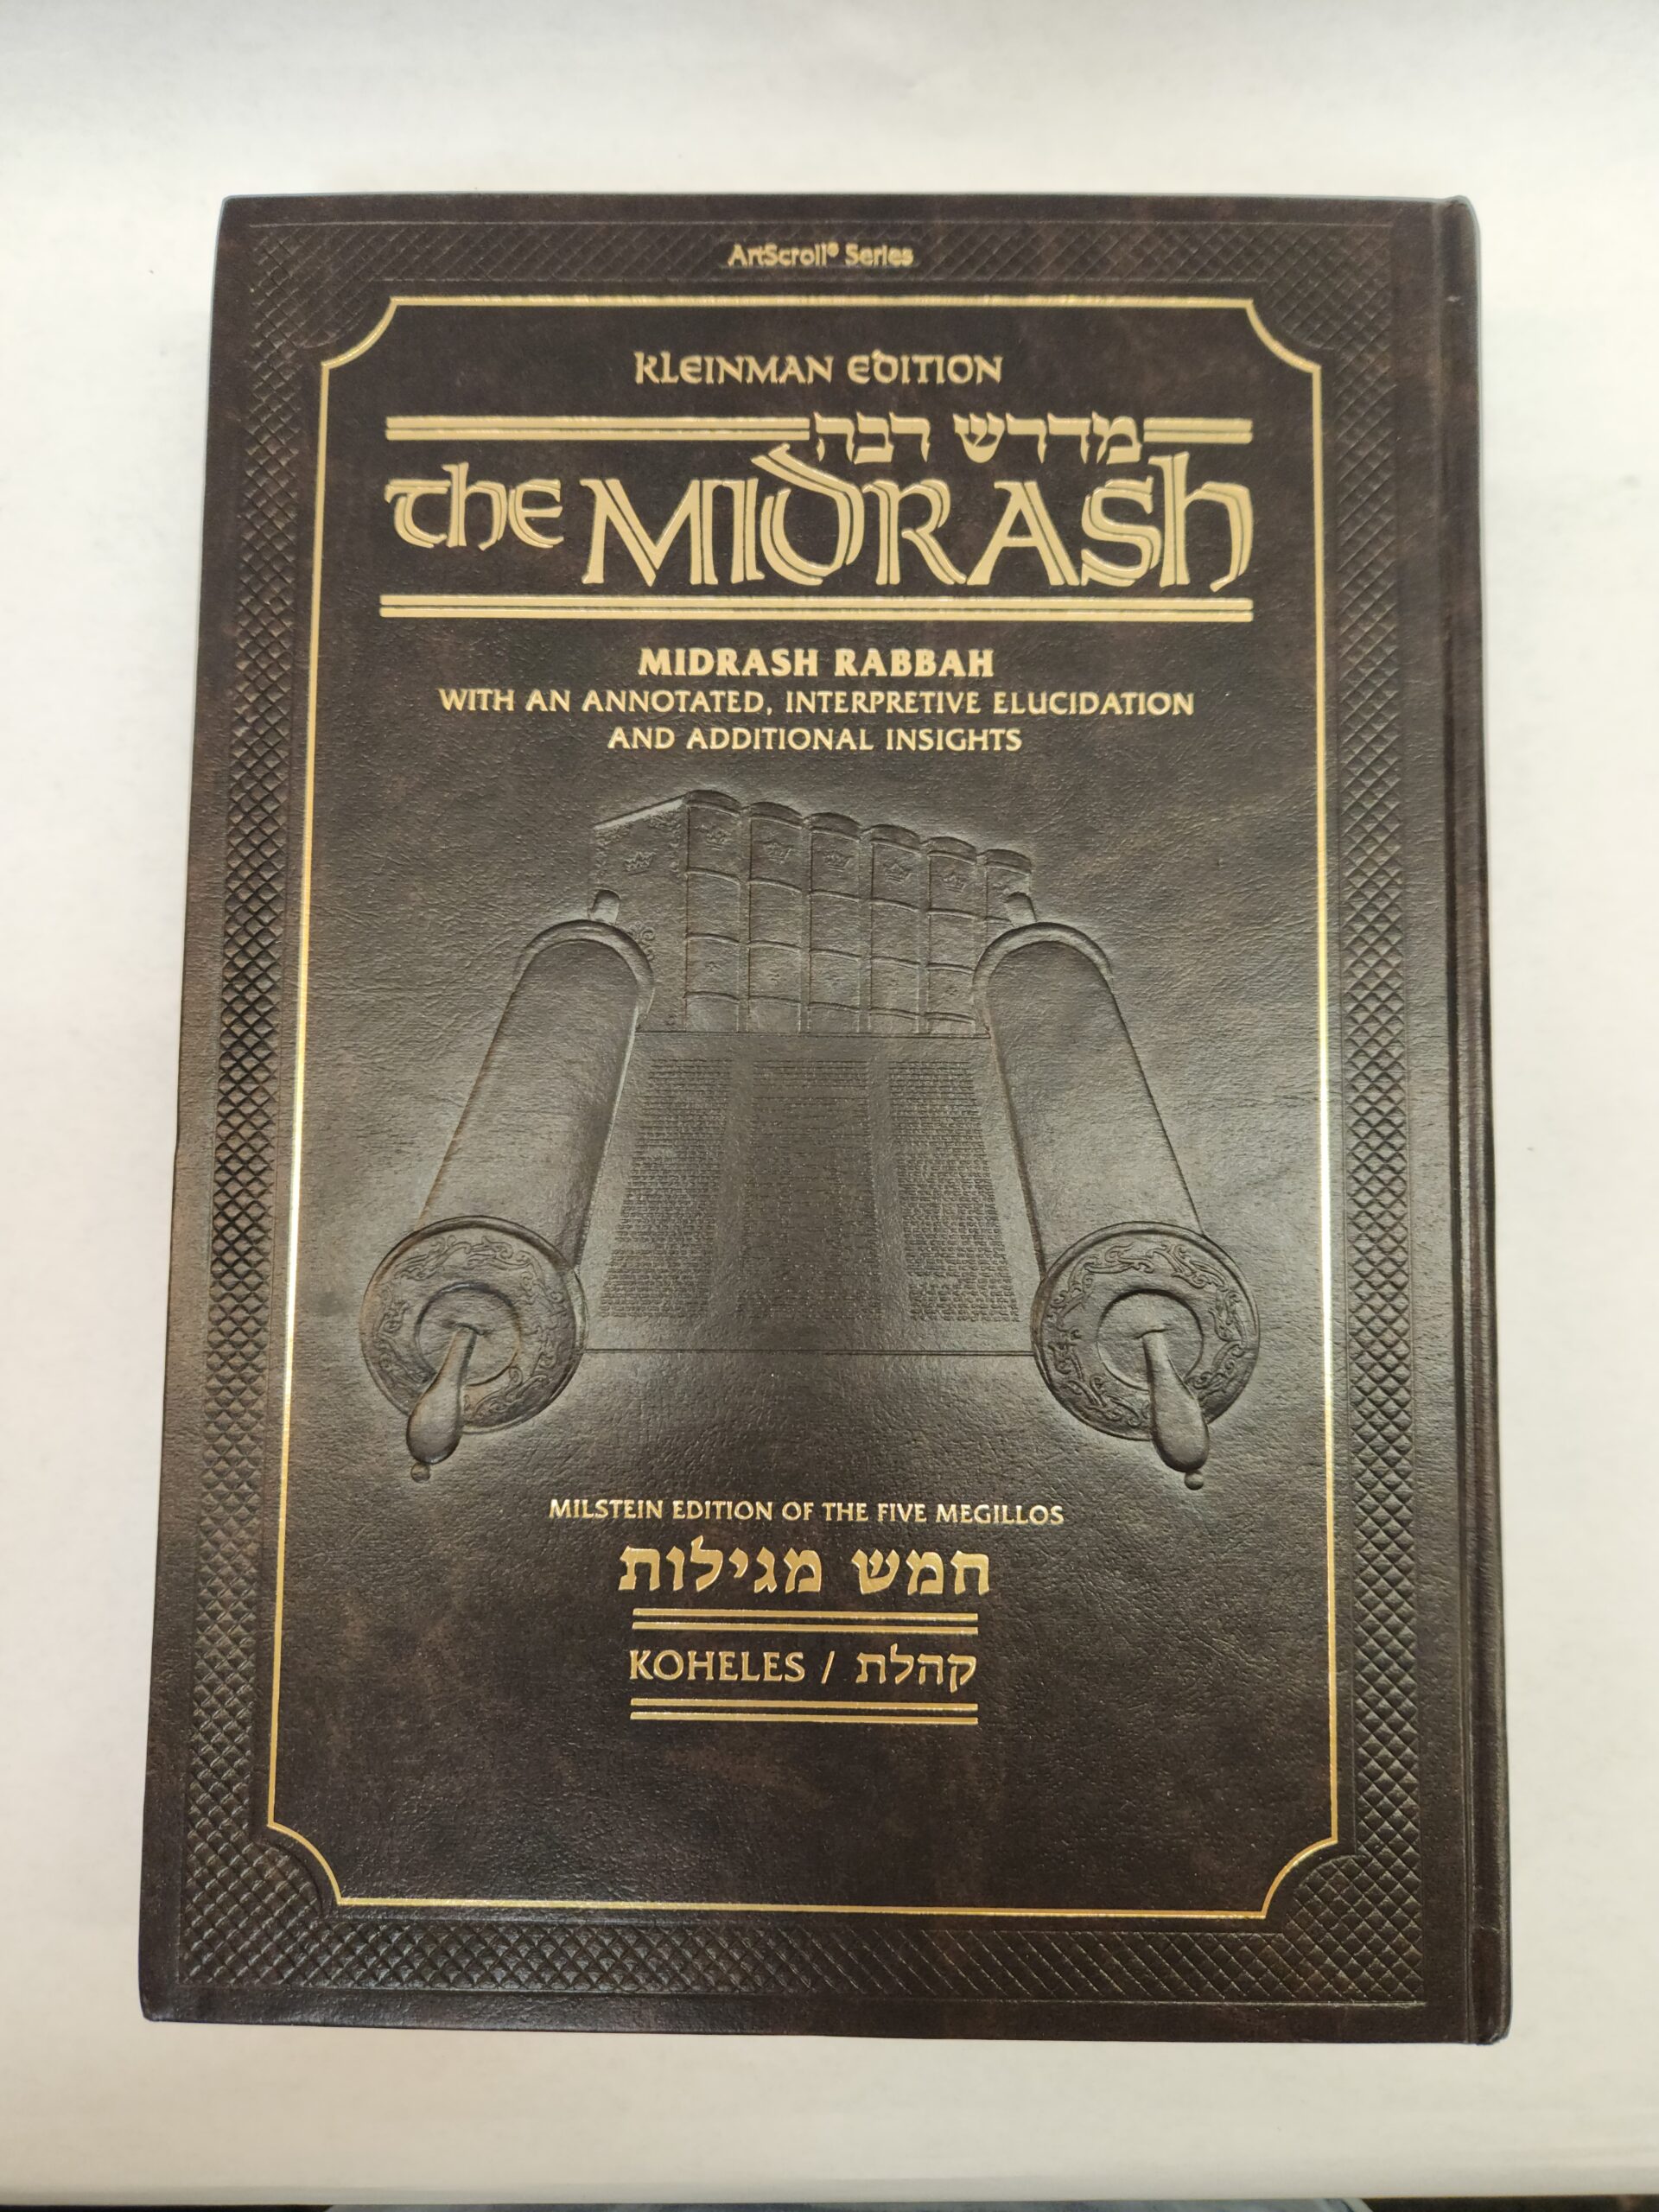 ArtScroll® Series
KLEINMAN EDITION
מדרש רבה
the MIDRASH
MIDRASH RABBAH
WITH AN ANNOTATED, INTERPRETIVE ELUCIDATION
AND ADDITIONAL INSIGHTS
MILSTEIN EDITION OF THE FIVE MEGILLOS
חמש מגילות
KOHELES / קהלת